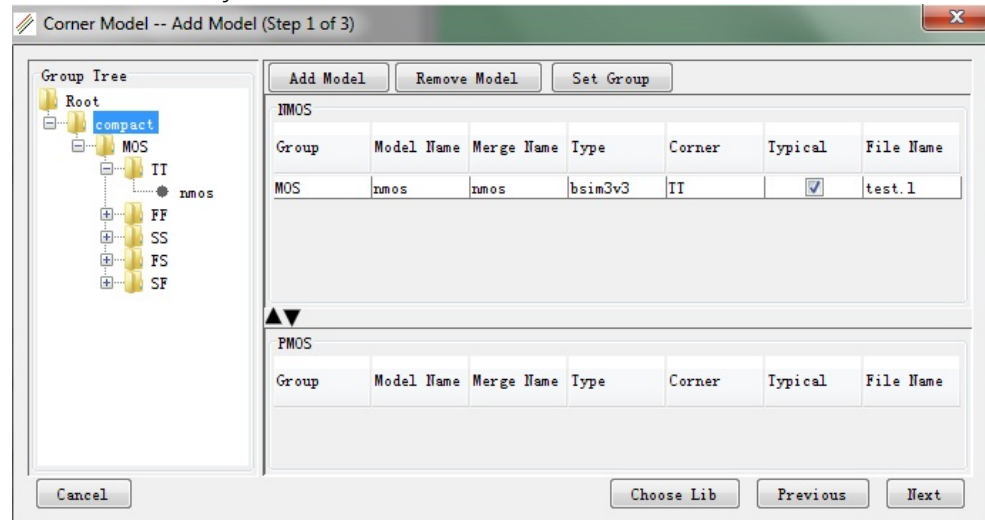 Corner Model -- Add Model (Step 1 of 3)
Group Tree
Root
compact
MOS
TT
nmos
FF
SS
FS
SF
Add Model Remove Model Set Group
NMOS
Group Model Name Merge Name Type Corner Typical File Name
MOS nmos nmos bsim3v3 TT test.l
PMOS
Group Model Name Merge Name Type Corner Typical File Name
Cancel Choose Lib Previous Next